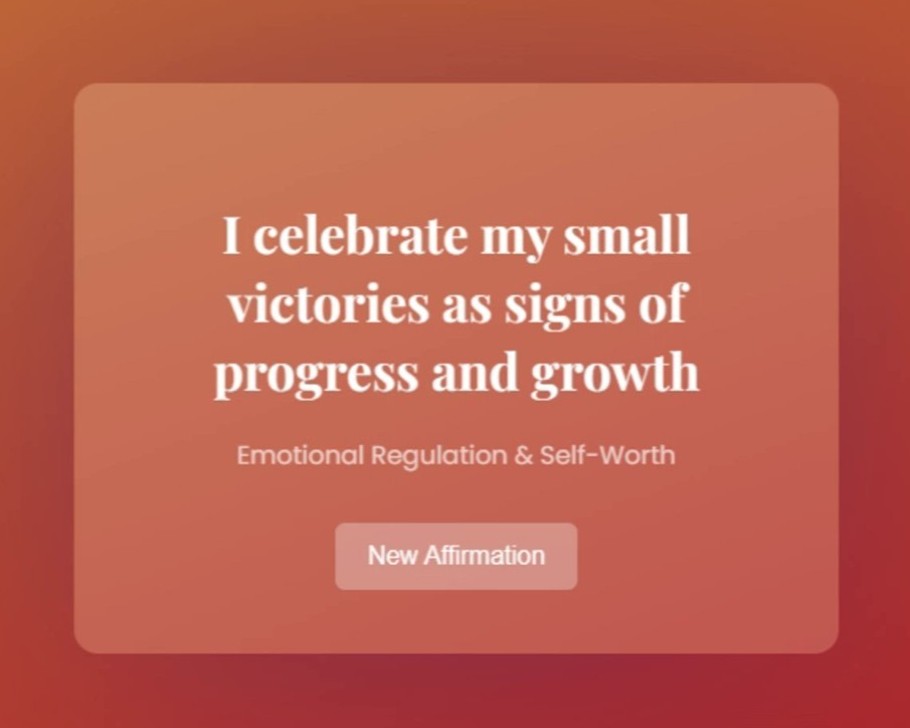 I celebrate my small
victories as signs of
progress and growth
Emotional Regulation & Self-Worth
New Affirmation